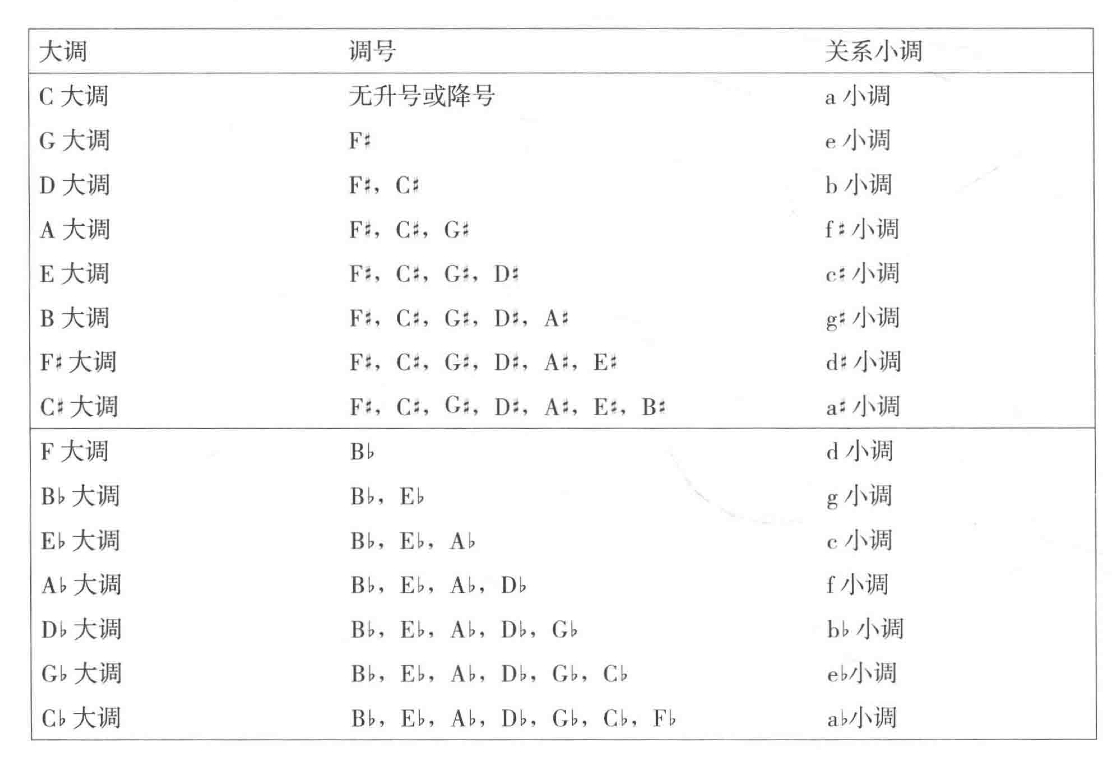 大调 调号 关系小调
C 大调 无升号或降号 a 小调
G 大调 F♯ e 小调
D 大调 F♯, C♯ b 小调
A 大调 F♯, C♯, G♯ f♯ 小调
E 大调 F♯, C♯, G♯, D♯ c♯ 小调
B 大调 F♯, C♯, G♯, D♯, A♯ g♯ 小调
F♯ 大调 F♯, C♯, G♯, D♯, A♯, E♯ d♯ 小调
C♯ 大调 F♯, C♯, G♯, D♯, A♯, E♯, B♯ a♯ 小调
F 大调 B♭ d 小调
B♭ 大调 B♭, E♭ g 小调
E♭ 大调 B♭, E♭, A♭ c 小调
A♭ 大调 B♭, E♭, A♭, D♭ f 小调
D♭ 大调 B♭, E♭, A♭, D♭, G♭ b♭ 小调
G♭ 大调 B♭, E♭, A♭, D♭, G♭, C♭ e♭小调
C♭ 大调 B♭, E♭, A♭, D♭, G♭, C♭, F♭ a♭小调